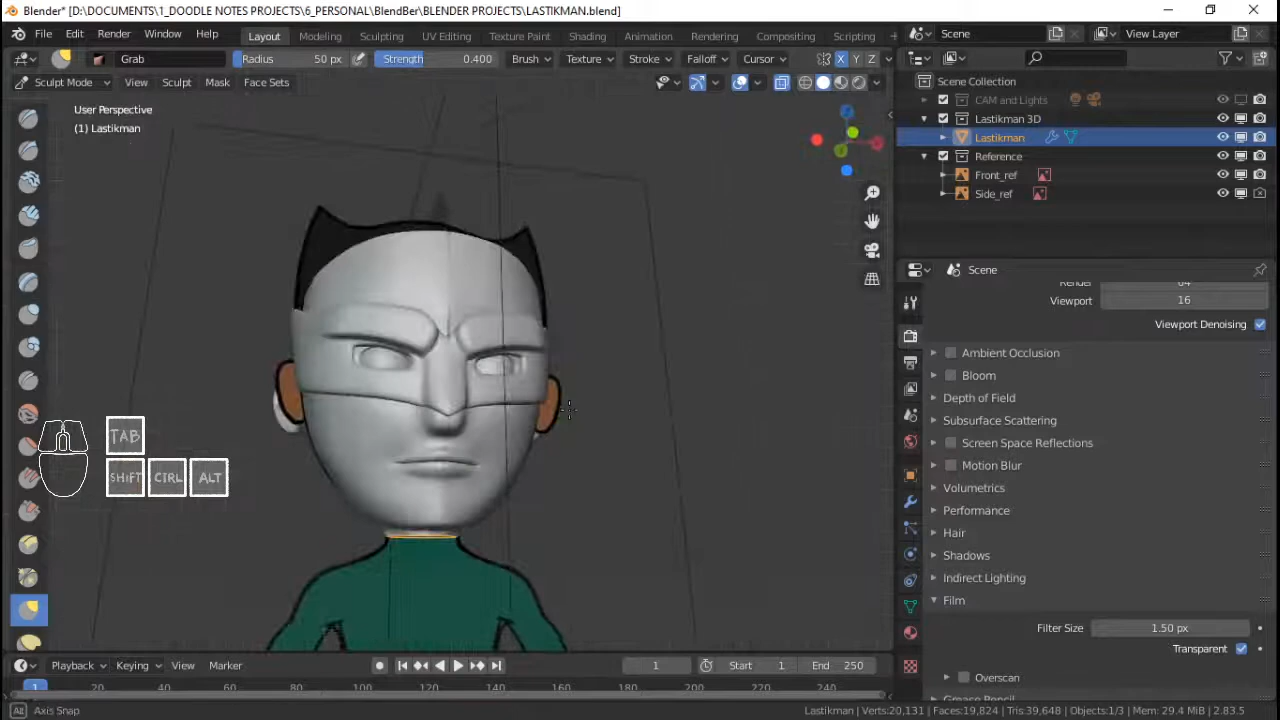 Blender* [D:\DOCUMENTS\1_DOODLE NOTES PROJECTS\6_PERSONAL\BlendBer\BLENDER PROJECTS\LASTIKMAN.blend]
File Edit Render Window Help Layout Modeling Sculpting UV Editing Texture Paint Shading Animation Rendering Compositing Scripting + Scene View Layer
Grab Radius 50 px Strength 0.400 Brush Texture Stroke Falloff Cursor X Y Z
Sculpt Mode View Sculpt Mask Face Sets
Scene Collection
CAM and Lights
Lastikman 3D
Lastikman
Reference
Front_ref
Side_ref
User Perspective
(1) Lastikman
TAB
SHIFT CTRL ALT
Scene
Render 64
Viewport 16
Viewport Denoising
Ambient Occlusion
Bloom
Depth of Field
Subsurface Scattering
Screen Space Reflections
Motion Blur
Volumetrics
Performance
Hair
Shadows
Indirect Lighting
Film
Filter Size 1.50 px
Transparent
Overscan
Grease Pencil
Playback Keying View Marker 1 Start 1 End 250
1 20 40 60 80 100 120 140 160 180 200 220 240
Alt Axis Snap
Lastikman | Verts:20,131 | Faces:19,824 | Tris:39,648 | Objects:1/3 | Mem: 29.4 MiB | 2.83.5